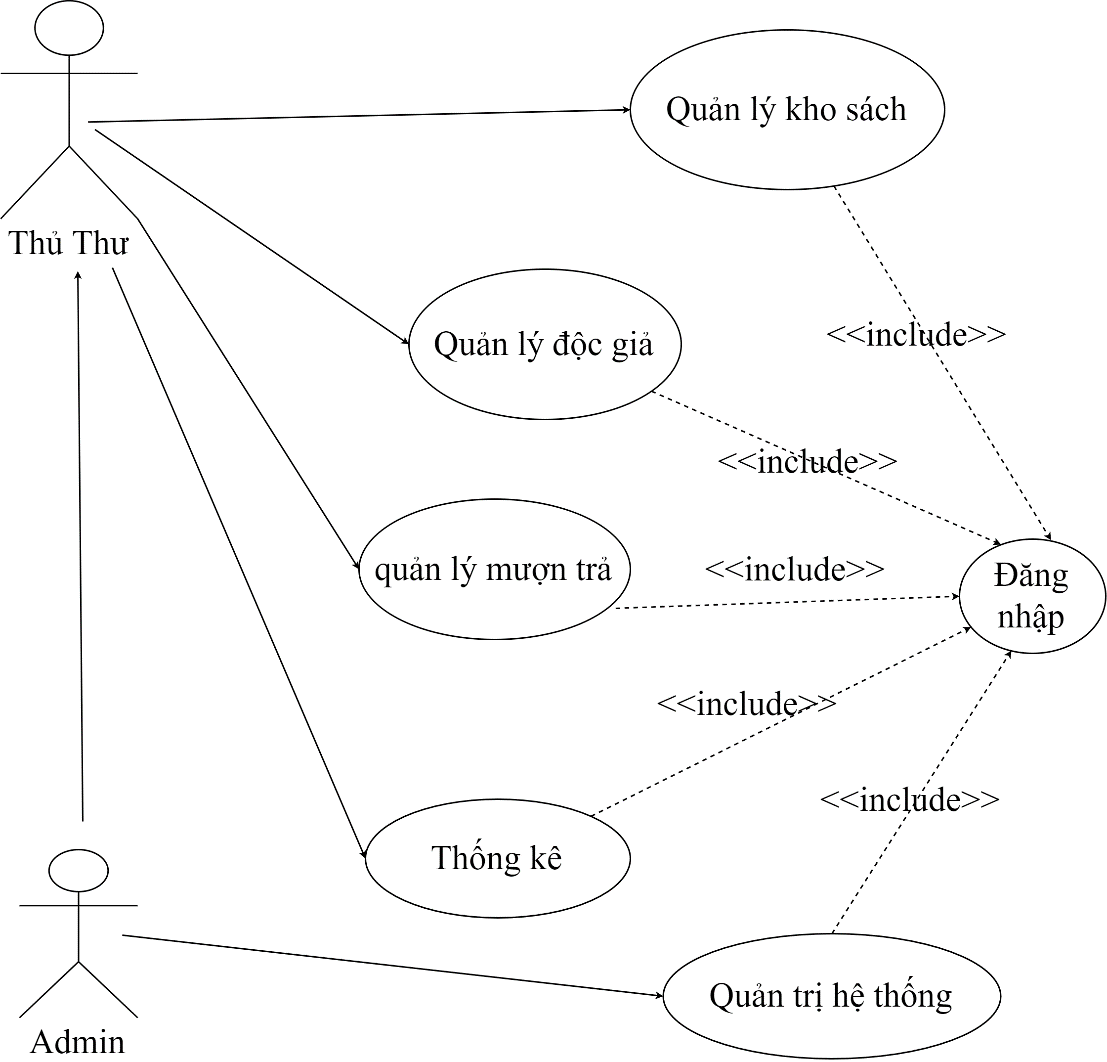 Quản lý kho sách
Thủ Thư
<<include>>
Quản lý độc giả
<<include>>
quản lý mượn trả
<<include>>
Đăng
nhập
<<include>>
<<include>>
Thống kê
Quản trị hệ thống
Admin